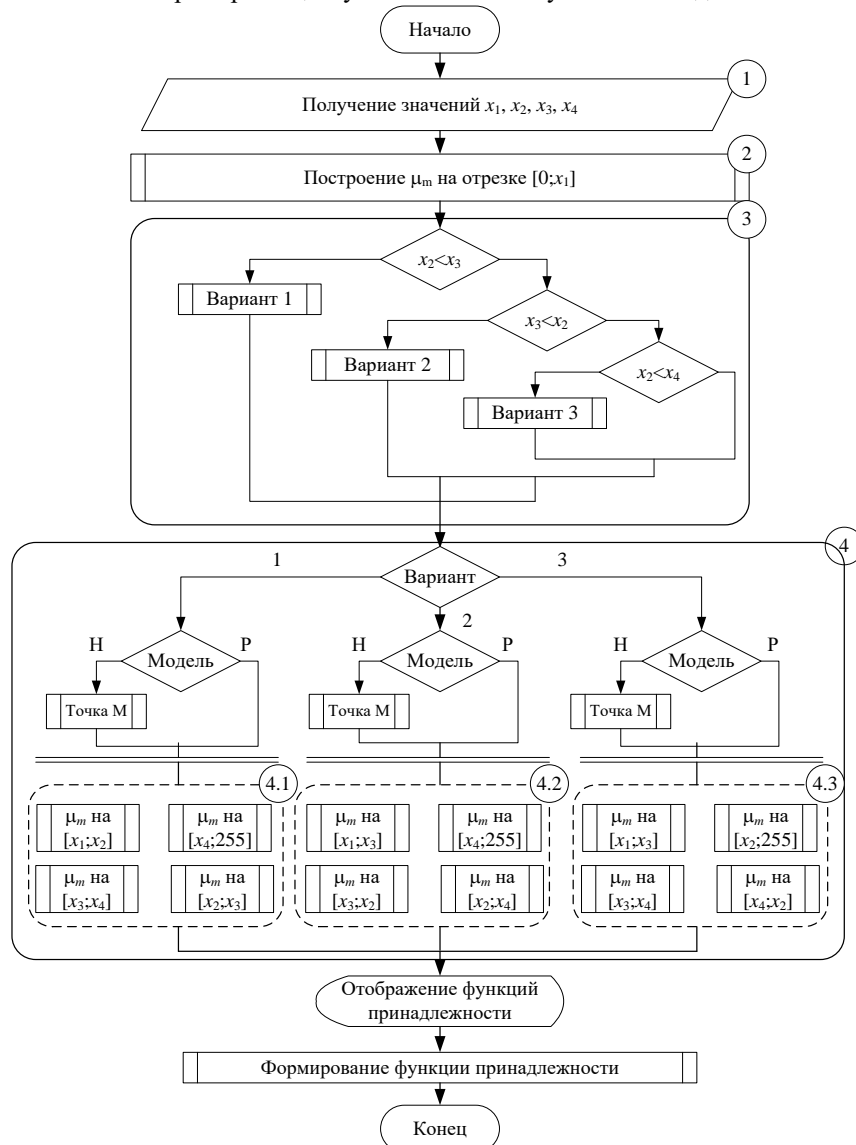 Начало
1
Получение значений x₁, x₂, x₃, x₄
2
Построение μₘ на отрезке [0;x₁]
3
x₂<x₃
Вариант 1
x₃<x₂
Вариант 2
x₂<x₄
Вариант 3
4
1
Вариант
3
2
Н
Модель
Р
Точка М
Н
Модель
Р
Точка М
Н
Модель
Р
Точка М
4.1
μₘ на
[x₁;x₂]
μₘ на
[x₄;255]
μₘ на
[x₃;x₄]
μₘ на
[x₂;x₃]
4.2
μₘ на
[x₁;x₃]
μₘ на
[x₄;255]
μₘ на
[x₃;x₂]
μₘ на
[x₂;x₄]
4.3
μₘ на
[x₁;x₃]
μₘ на
[x₂;255]
μₘ на
[x₃;x₄]
μₘ на
[x₄;x₂]
Отображение функций
принадлежности
Формирование функции принадлежности
Конец